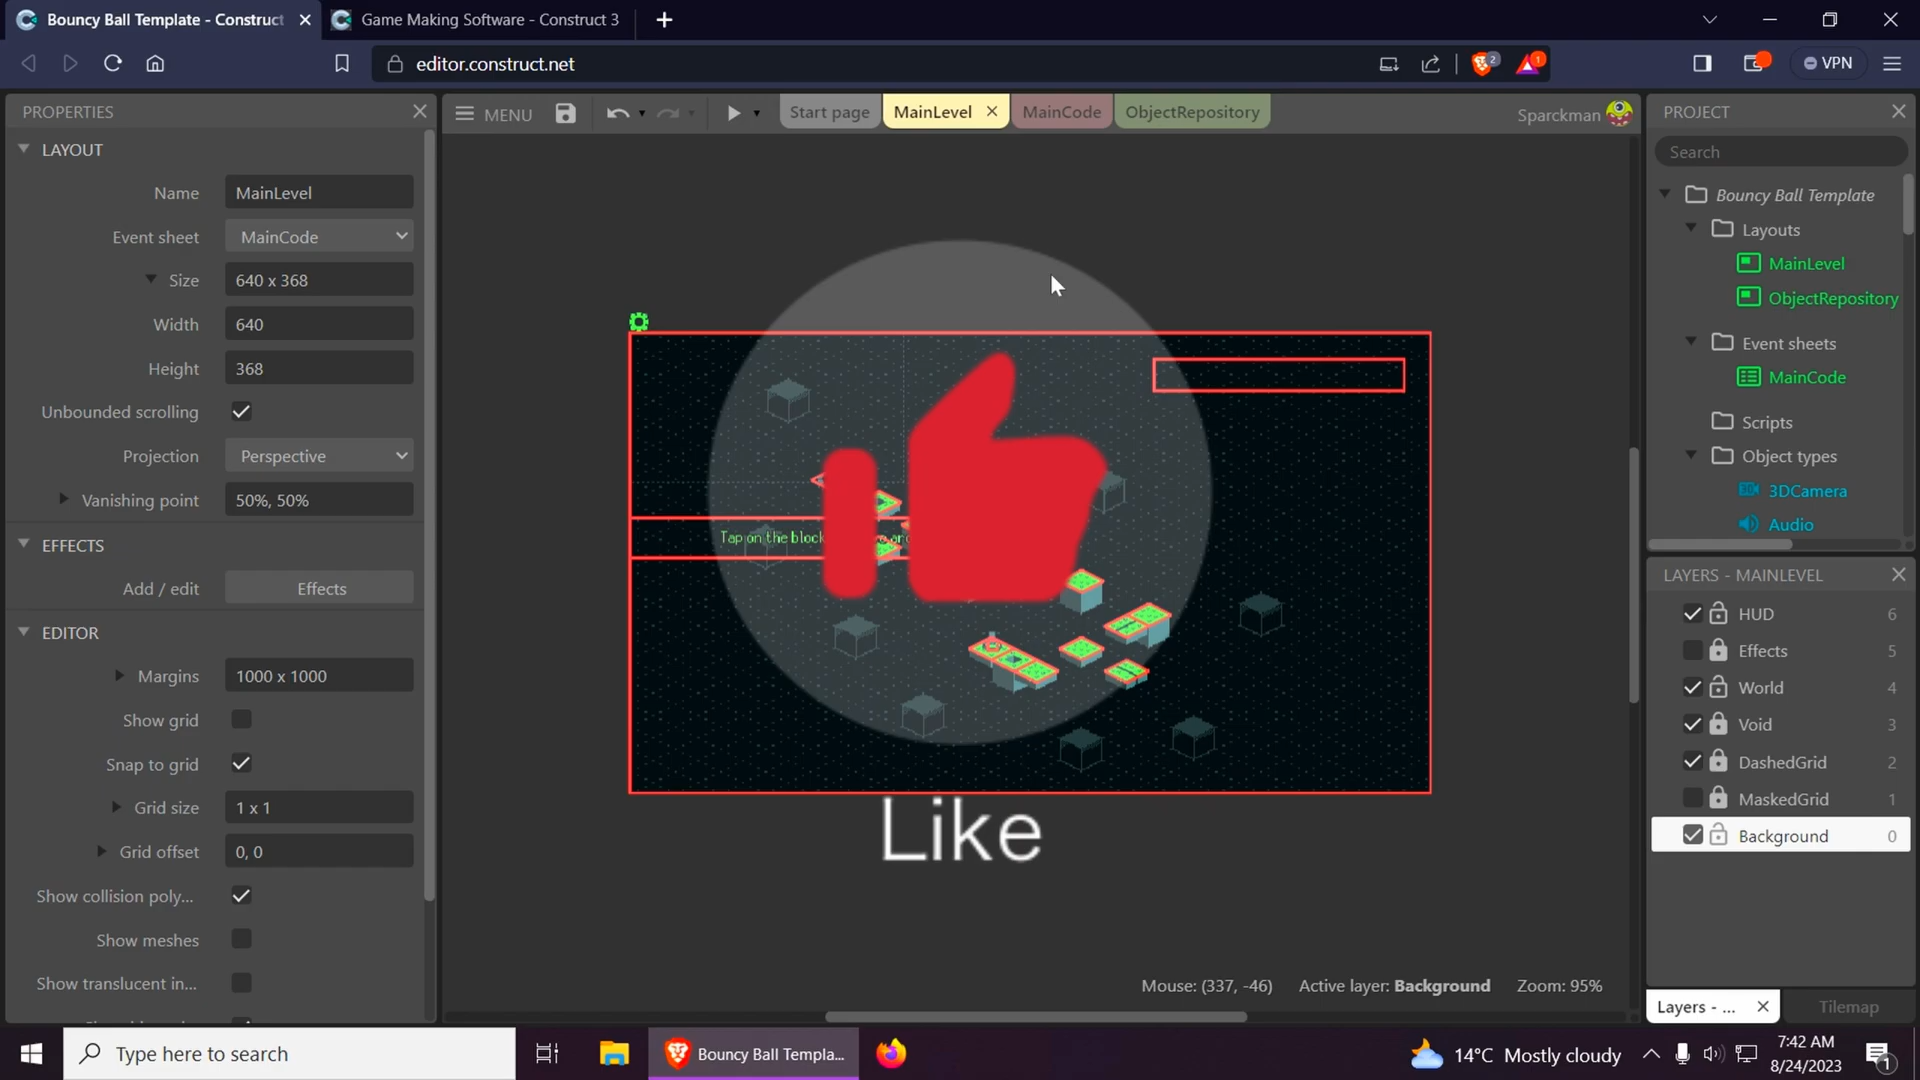 Bouncy Ball Template - Construct
Game Making Software - Construct 3
editor.construct.net
2
1
VPN
PROPERTIES
LAYOUT
Name MainLevel
Event sheet MainCode
Size 640 x 368
Width 640
Height 368
Unbounded scrolling
Projection Perspective
Vanishing point 50%, 50%
EFFECTS
Add / edit Effects
EDITOR
Margins 1000 x 1000
Show grid
Snap to grid
Grid size 1 x 1
Grid offset 0, 0
Show collision poly...
Show meshes
Show translucent in...
MENU
Start page
MainLevel
MainCode
ObjectRepository
Sparckman
Tap on the block
Like
Mouse: (337, -46) Active layer: Background Zoom: 95%
PROJECT
Search
Bouncy Ball Template
Layouts
MainLevel
ObjectRepository
Event sheets
MainCode
Scripts
Object types
3DCamera
Audio
LAYERS - MAINLEVEL
HUD 6
Effects 5
World 4
Void 3
DashedGrid 2
MaskedGrid 1
Background 0
Layers - ...
Tilemap
Type here to search
Bouncy Ball Templa...
14°C Mostly cloudy
7:42 AM
8/24/2023
1